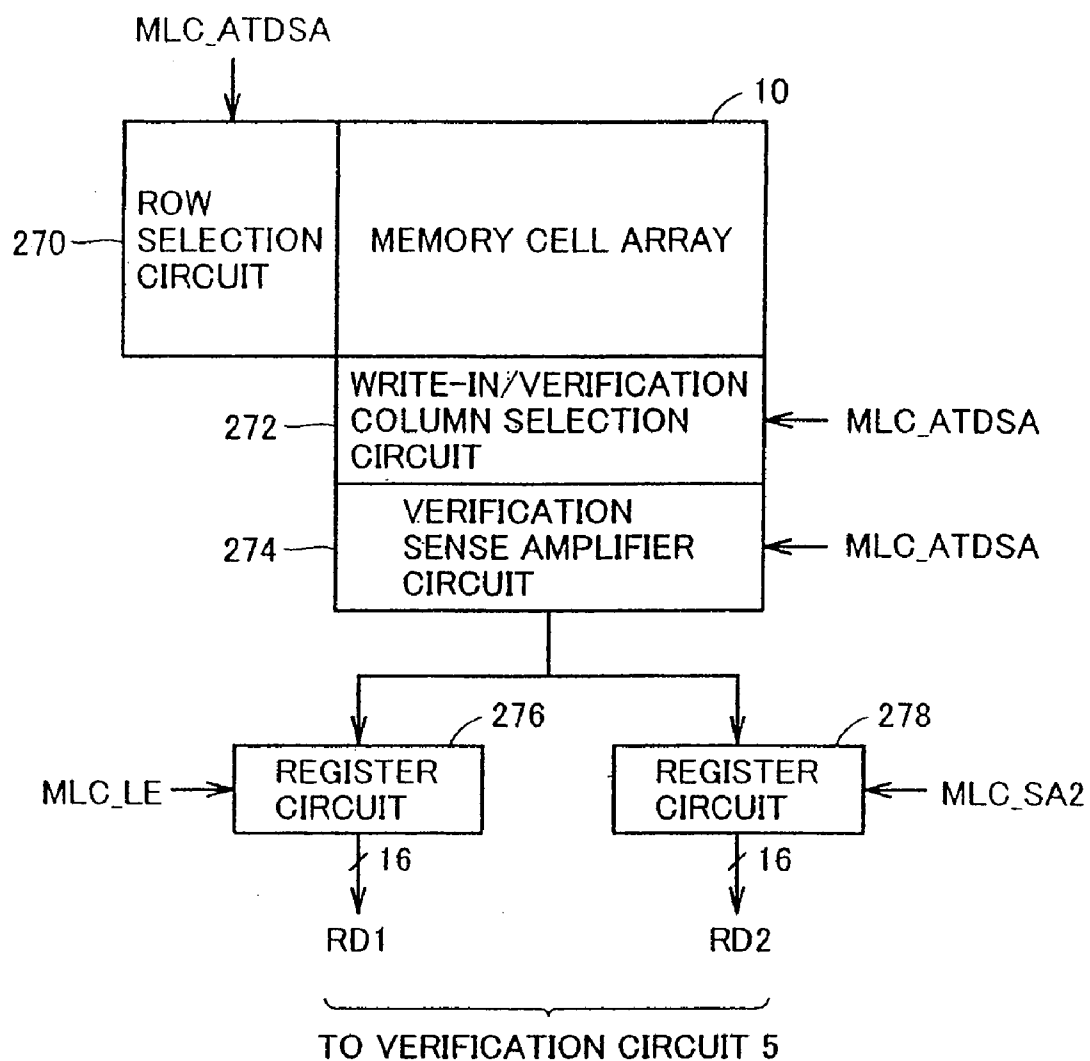 MLC_ATDSA
10
ROW
SELECTION
CIRCUIT
270
MEMORY CELL ARRAY
WRITE-IN/VERIFICATION
COLUMN SELECTION
CIRCUIT
272
MLC_ATDSA
VERIFICATION
SENSE AMPLIFIER
CIRCUIT
274
MLC_ATDSA
276
278
MLC_LE
REGISTER
CIRCUIT
REGISTER
CIRCUIT
MLC_SA2
16
16
RD1
RD2
TO VERIFICATION CIRCUIT 5